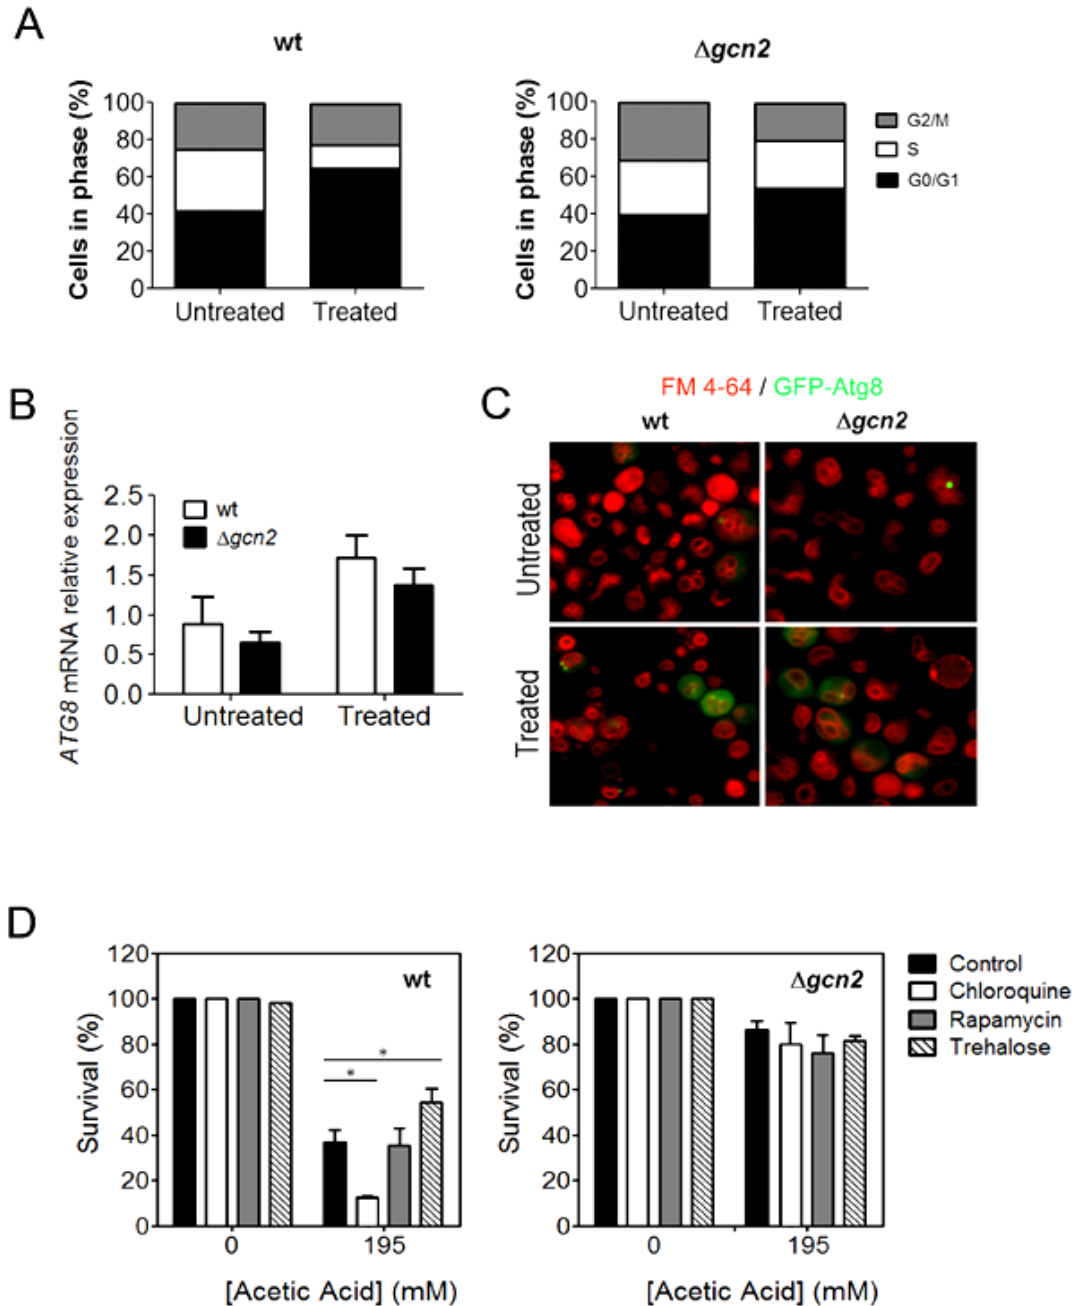 A
wt
Δgcn2
Cells in phase (%)
100
80
60
40
20
0
Untreated Treated
Cells in phase (%)
100
80
60
40
20
0
Untreated Treated
G2/M
S
G0/G1
B
ATG8 mRNA relative expression
2.5
2.0
1.5
1.0
0.5
0.0
wt
Δgcn2
Untreated Treated
C
FM 4-64 / GFP-Atg8
wt Δgcn2
Untreated
Treated
D
Survival (%)
120
100
80
60
40
20
0
wt
*
*
0 195
[Acetic Acid] (mM)
Survival (%)
120
100
80
60
40
20
0
Δgcn2
0 195
[Acetic Acid] (mM)
Control
Chloroquine
Rapamycin
Trehalose